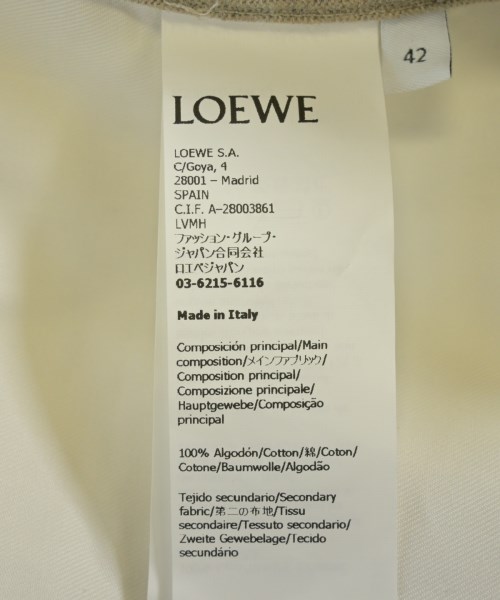 42
LOEWE
LOEWE S.A.
C/Goya, 4
28001 – Madrid
SPAIN
C.I.F. A-28003861
LVMH
ファッション・グループ・
ジャパン合同会社
ロエベジャパン
03-6215-6116
Made in Italy
Composición principal/Main
composition/メインファブリック/
Composition principal/
Composizione principale/
Hauptgewebe/Composição
principal
100% Algodón/Cotton/綿/Coton/
Cotone/Baumwolle/Algodão
Tejido secundario/Secondary
fabric/第二の布地/Tissu
secondaire/Tessuto secondario/
Zweite Gewebelage/Tecido
secundário